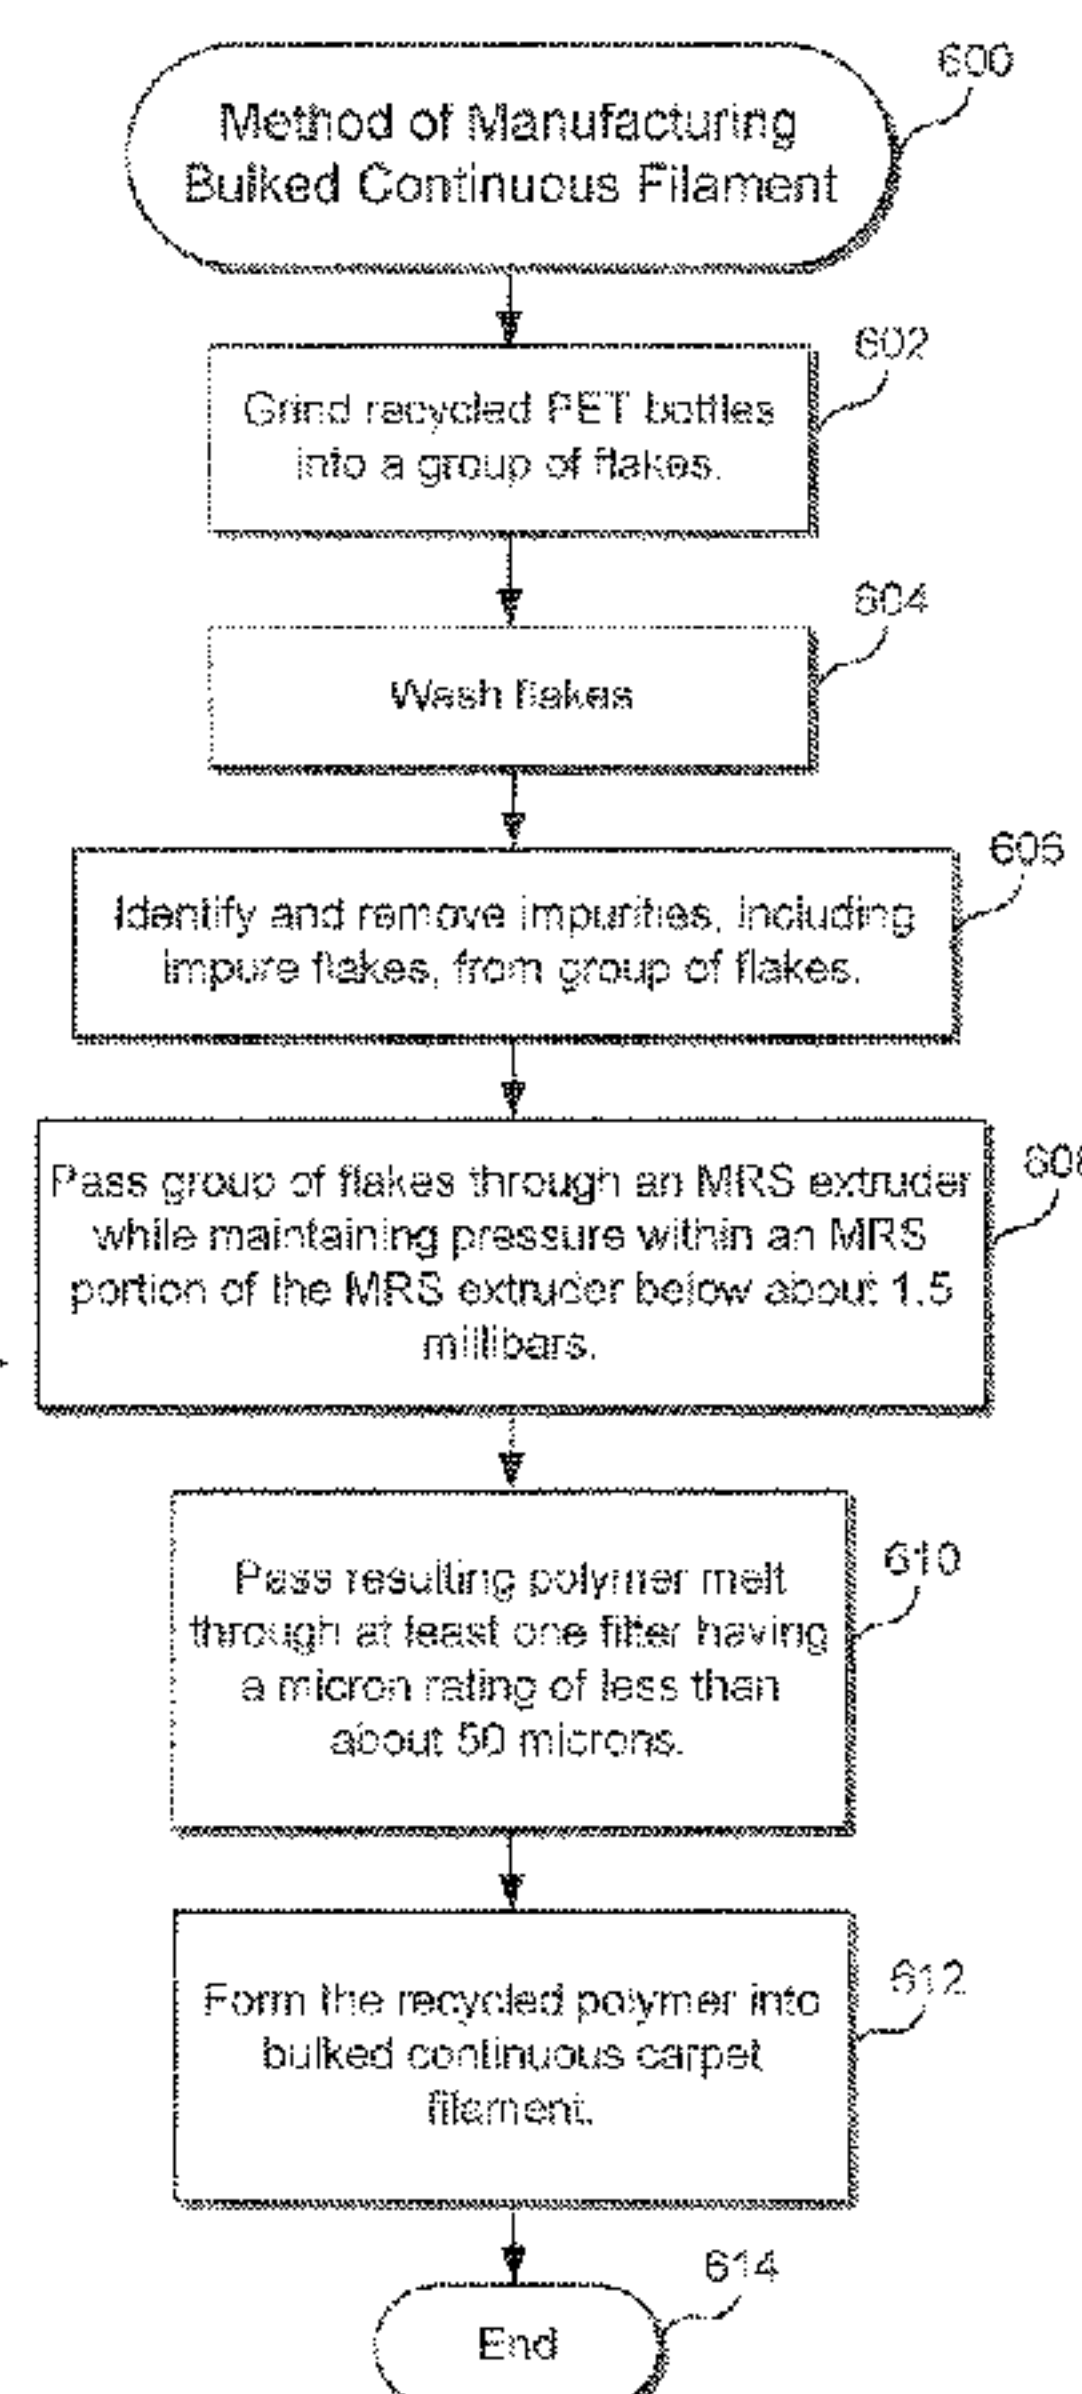 600
Method of Manufacturing
Bulked Continuous Filament
602
Grind recycled PET bottles
into a group of flakes.
604
Wash flakes
606
Identify and remove impurities, including
impure flakes, from group of flakes.
608
Pass group of flakes through an MRS extruder
while maintaining pressure within an MRS
portion of the MRS extruder below about 1.5
millibars.
610
Pass resulting polymer melt
through at least one filter having
a micron rating of less than
about 50 microns.
612
Form the recycled polymer into
bulked continuous carpet
filament.
614
End